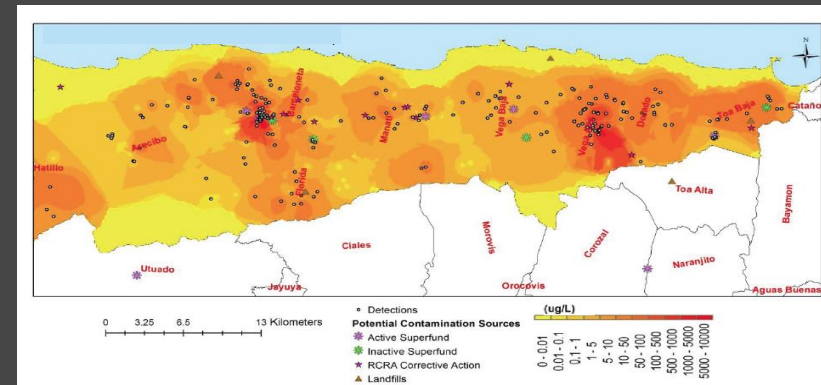 N
Barceloneta
Vega Baja
Dorado
Toa Baja
Cataño
Arecibo
Manatí
Hatillo
Florida
Toa Alta
Bayamon
Ciales
Morovis
Corozal
Utuado
Naranjito
Jayuya
Orocovis
Aguas Buenas
0 3.25 6.5 13 Kilometers
Detections
Potential Contamination Sources
Active Superfund
Inactive Superfund
RCRA Corrective Action
Landfills
(ug/L)
0 - 0.01
0.01 - 0.1
0.1 - 1
1 - 5
5 - 10
10 - 50
50 - 100
100 - 500
500 - 1000
1000 - 5000
5000 - 10000